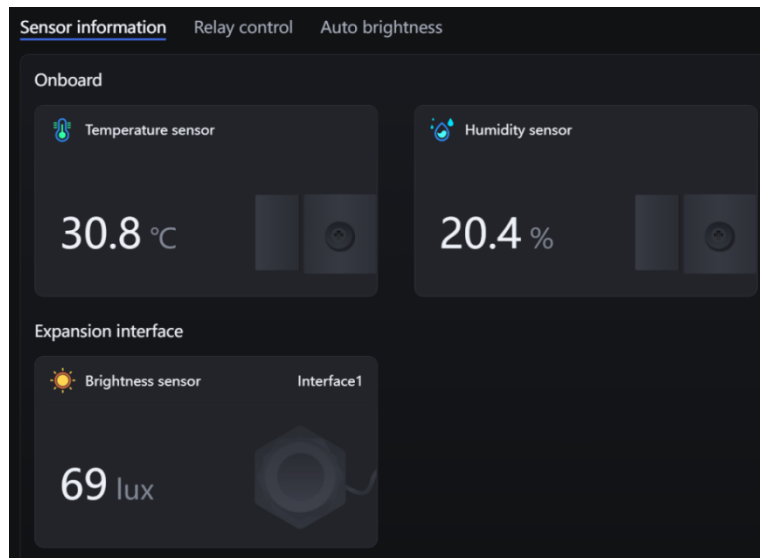 Sensor information Relay control Auto brightness
Onboard
Temperature sensor Humidity sensor
30.8 °C 20.4 %
Expansion interface
Brightness sensor Interface1
69 lux